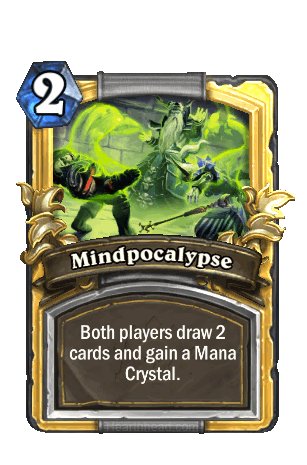 2
Mindpocalypse
Both players draw 2
cards and gain a Mana
Crystal.